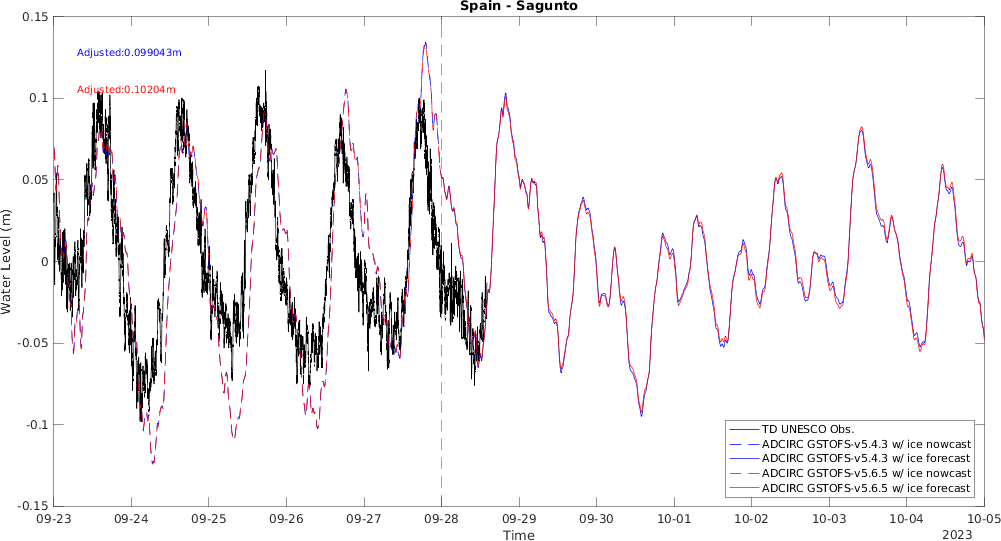 Spain - Sagunto
0.15
0.1
0.05
0
-0.05
-0.1
-0.15
Water Level (m)
Adjusted:0.099043m
Adjusted:0.10204m
TD UNESCO Obs.
ADCIRC GSTOFS-v5.4.3 w/ ice nowcast
ADCIRC GSTOFS-v5.4.3 w/ ice forecast
ADCIRC GSTOFS-v5.6.5 w/ ice nowcast
ADCIRC GSTOFS-v5.6.5 w/ ice forecast
09-23 09-24 09-25 09-26 09-27 09-28 09-29 09-30 10-01 10-02 10-03 10-04 10-05
Time
2023